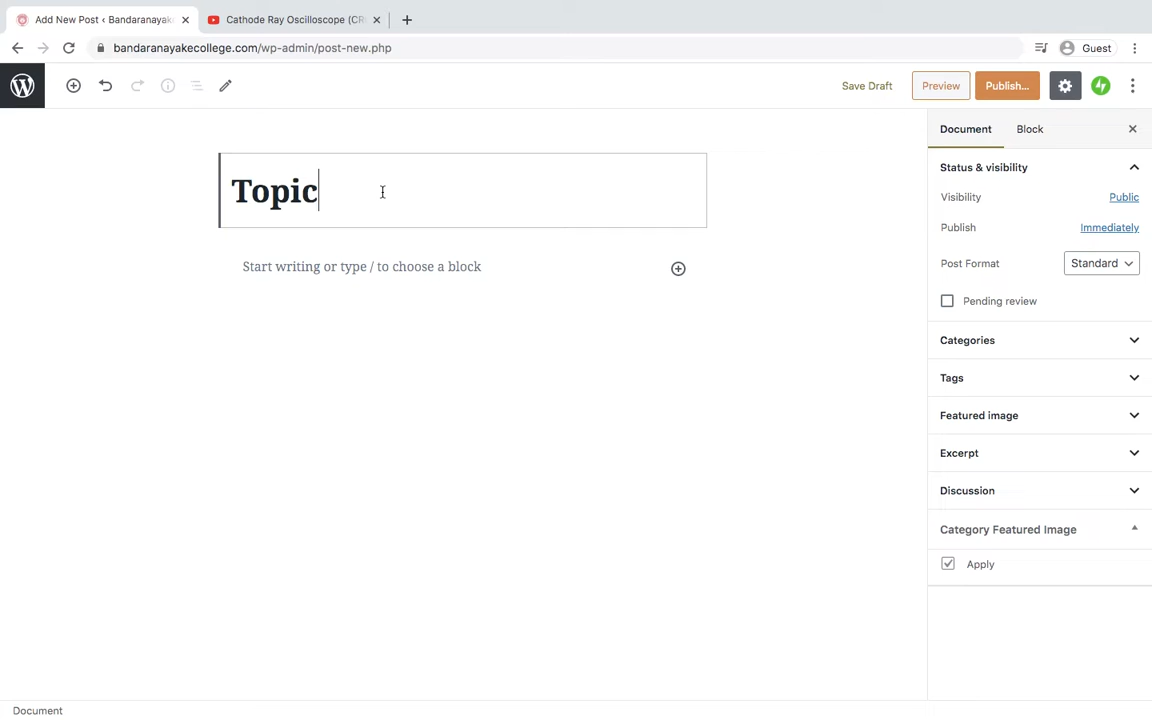 Add New Post ‹ Bandaranayake
Cathode Ray Oscilloscope (CR
bandaranayakecollege.com/wp-admin/post-new.php
Guest
Save Draft
Preview
Publish...
Document
Block
Topic
Start writing or type / to choose a block
Status & visibility
Visibility
Public
Publish
Immediately
Post Format
Standard
Pending review
Categories
Tags
Featured image
Excerpt
Discussion
Category Featured Image
Apply
Document